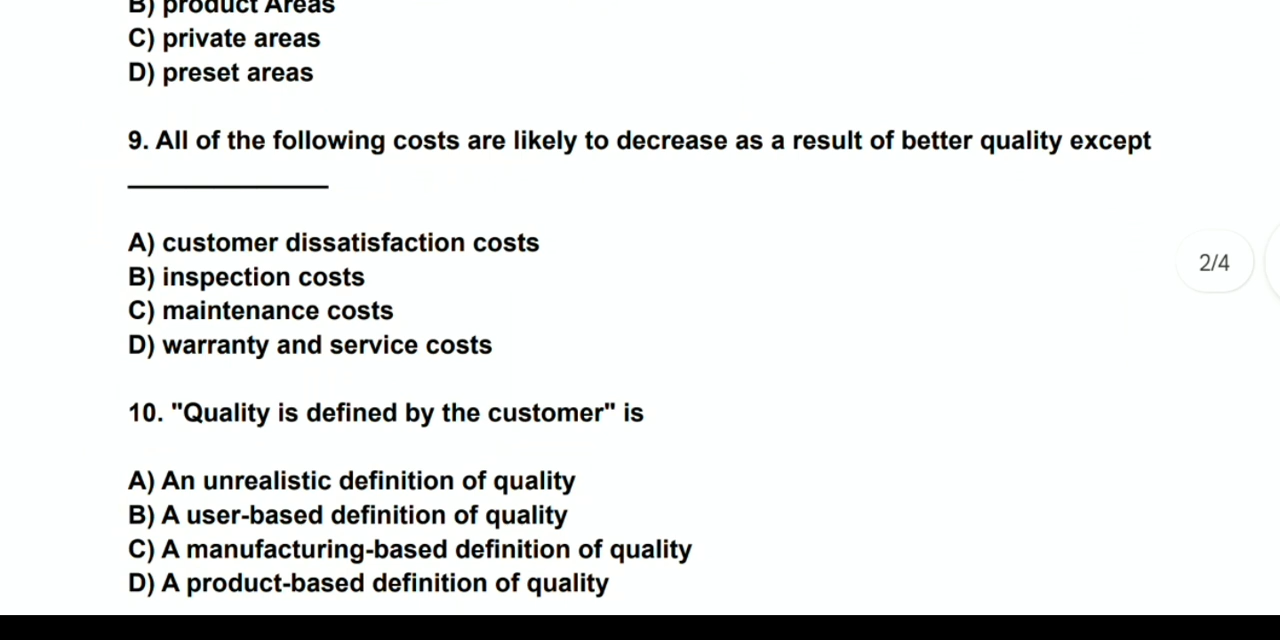 B) product Areas
C) private areas
D) preset areas
9. All of the following costs are likely to decrease as a result of better quality except
_______________
A) customer dissatisfaction costs
B) inspection costs
C) maintenance costs
D) warranty and service costs
2/4
10. "Quality is defined by the customer" is
A) An unrealistic definition of quality
B) A user-based definition of quality
C) A manufacturing-based definition of quality
D) A product-based definition of quality